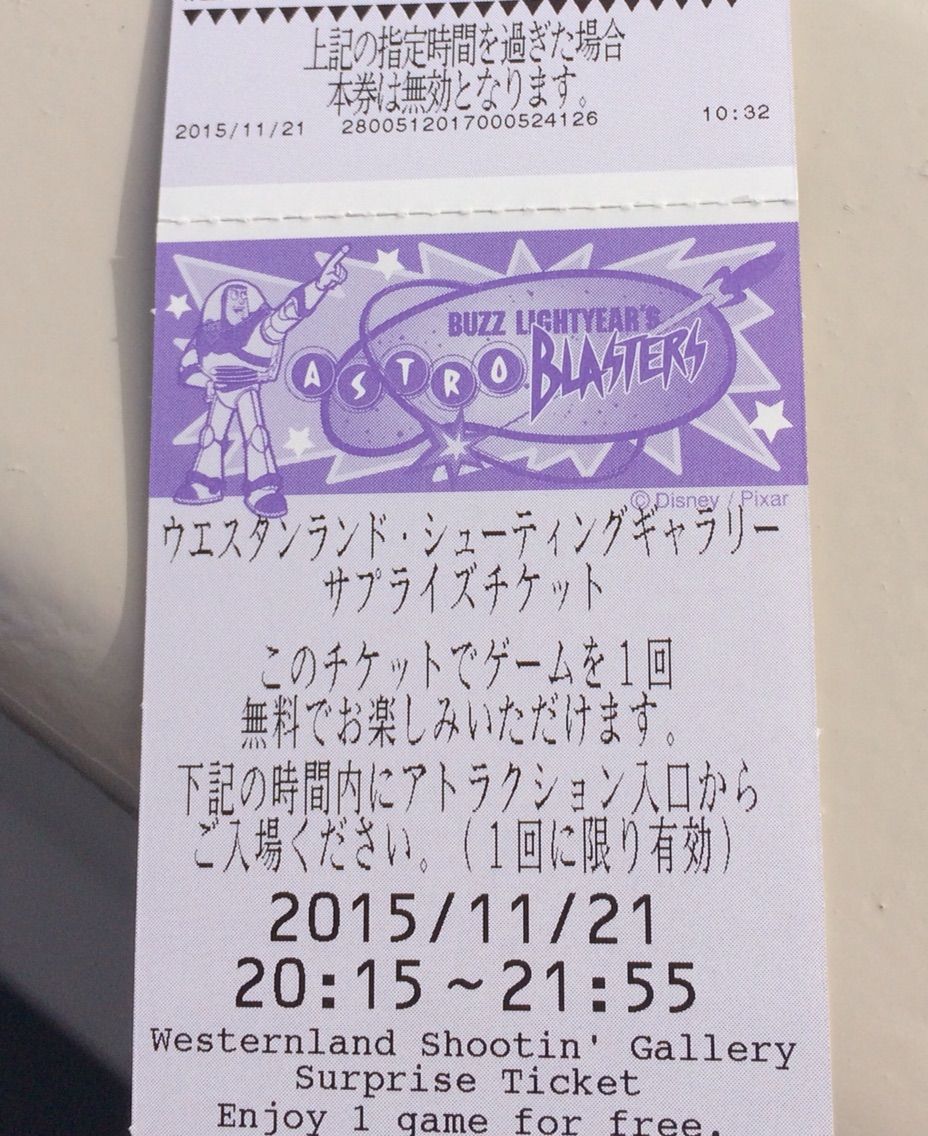 上記の指定時間を過ぎた場合
本券は無効となります。
2015/11/21 2800512017000524126 10:32
BUZZ LIGHTYEAR'S
ASTRO BLASTERS
© Disney / Pixar
ウエスタンランド・シューティングギャラリー
サプライズチケット
このチケットでゲームを1回
無料でお楽しみいただけます。
下記の時間内にアトラクション入口から
ご入場ください。(1回に限り有効)
2015/11/21
20:15~21:55
Westernland Shootin' Gallery
Surprise Ticket
Enjoy 1 game for free.